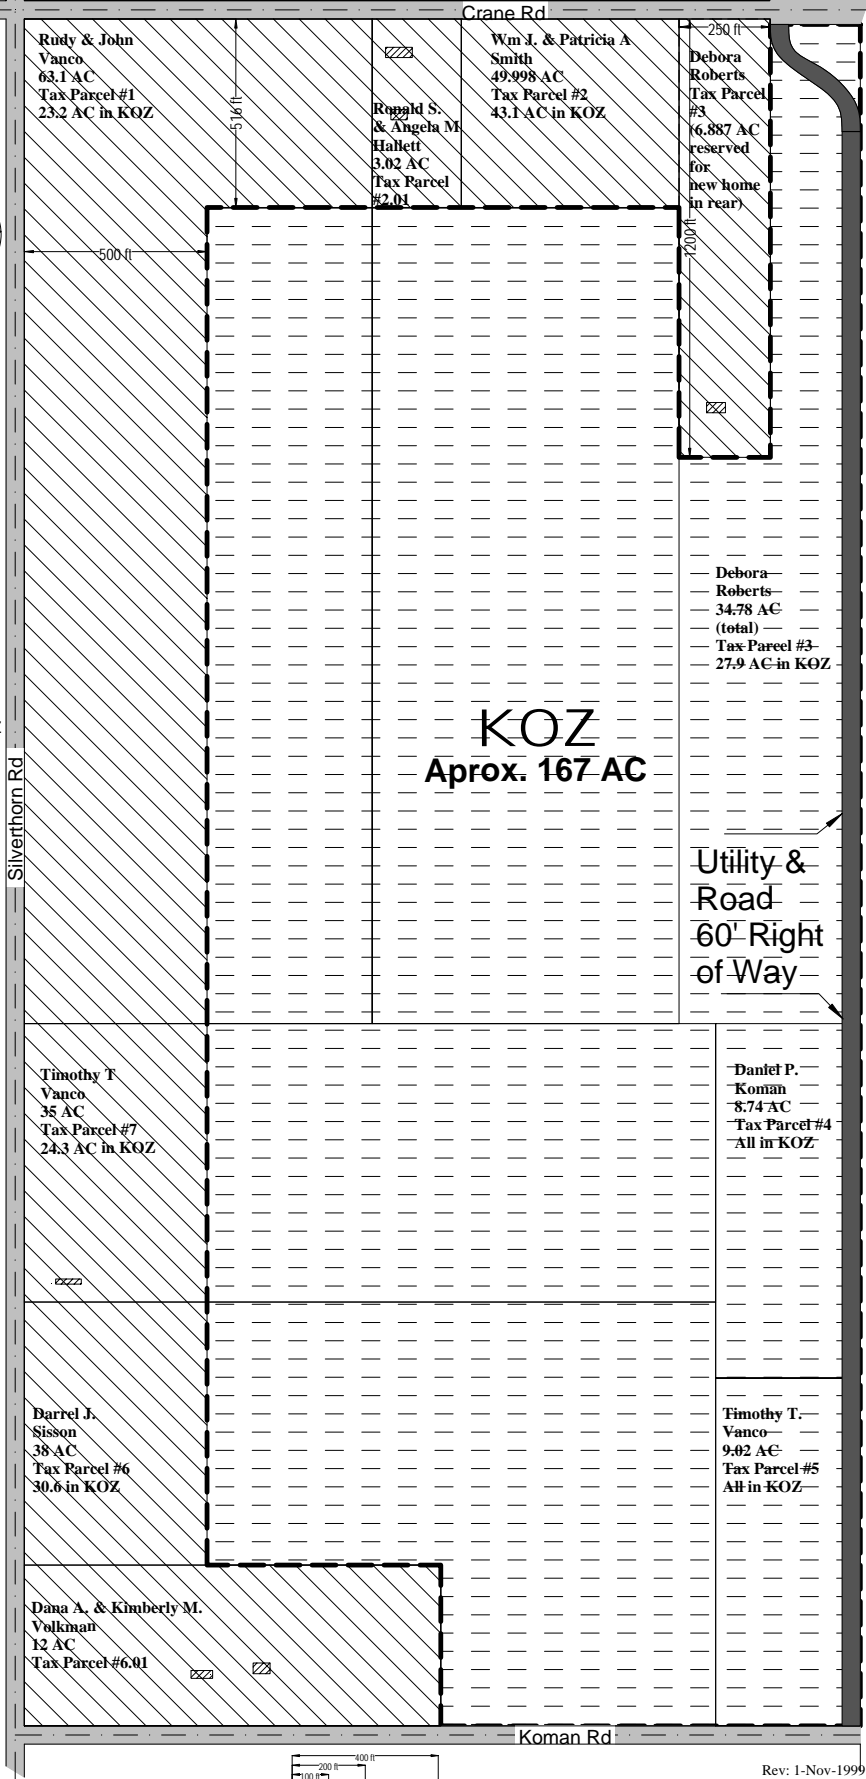 Crane Rd
Rudy & John
Vanco
63.1 AC
Tax Parcel #1
23.2 AC in KOZ
516 ft
Ronald S.
& Angela M
Hallett
3.02 AC
Tax Parcel
#2.01
Wm J. & Patricia A
Smith
49.998 AC
Tax Parcel #2
43.1 AC in KOZ
250 ft
Debora
Roberts
Tax Parcel
#3
(6.887 AC
reserved
for
new home
in rear)
1200 ft
500 ft
Debora
Roberts
34.78 AC
(total)
Tax Parcel #3
27.9 AC in KOZ
KOZ
Aprox. 167 AC
Silverthorn Rd
Utility &
Road
60' Right
of Way
Timothy T
Vanco
35 AC
Tax Parcel #7
24.3 AC in KOZ
Daniel P.
Koman
8.74 AC
Tax Parcel #4
All in KOZ
Darrel J.
Sisson
38 AC
Tax Parcel #6
30.6 in KOZ
Timothy T.
Vanco
9.02 AC
Tax Parcel #5
All in KOZ
Dana A. & Kimberly M.
Volkman
12 AC
Tax Parcel #6.01
Koman Rd
400 ft
200 ft
100 ft
Rev: 1-Nov-1999